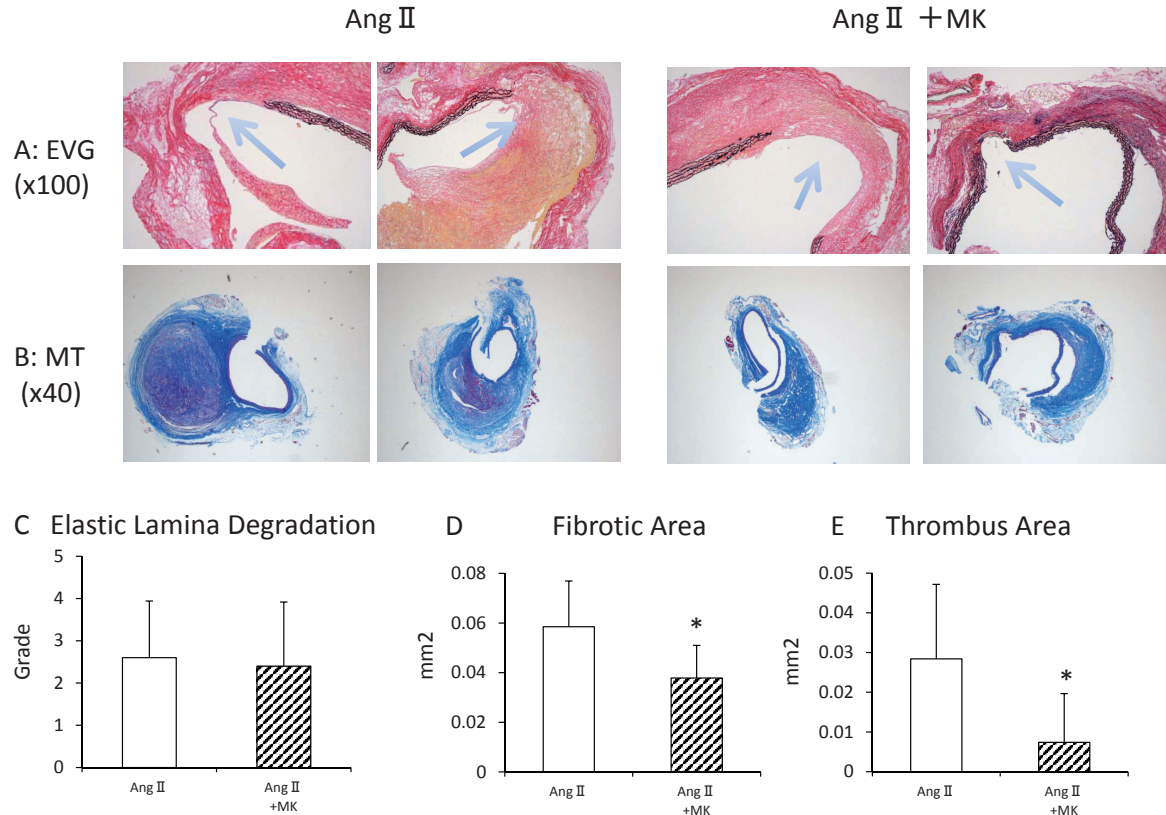 Ang Ⅱ
Ang Ⅱ ＋MK
A: EVG
(x100)
B: MT
(x40)
C Elastic Lamina Degradation
5
4
3
2
1
0
Grade
Ang Ⅱ
Ang Ⅱ
+MK
D Fibrotic Area
0.08
0.06
0.04
0.02
0
mm2
*
Ang Ⅱ
Ang Ⅱ
+MK
E Thrombus Area
0.05
0.04
0.03
0.02
0.01
0
mm2
*
Ang Ⅱ
Ang Ⅱ
+MK